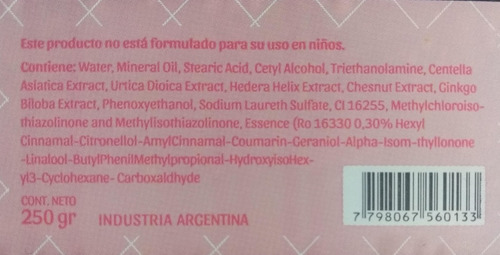 Este producto no está formulado para su uso en niños.
Contiene: Water, Mineral Oil, Stearic Acid, Cetyl Alcohol, Triethanolamine, Centella
Asiatica Extract, Urtica Dioica Extract, Hedera Helix Extract, Chesnut Extract, Ginkgo
Biloba Extract, Phenoxyethanol, Sodium Laureth Sulfate, CI 16255, Methylchloroiso-
thiazolinone and Methylisothiazolinone, Essence (Ro 16330 0,30% Hexyl
Cinnamal-Citronellol-AmylCinnamal-Coumarin-Geraniol-Alpha-Isom-thyllonone
-Linalool-ButylPhenilMethylpropional-HydroxyisoHex-
yl3-Cyclohexane- Carboxaldhyde
CONT. NETO
250 gr INDUSTRIA ARGENTINA
7 798067 560133